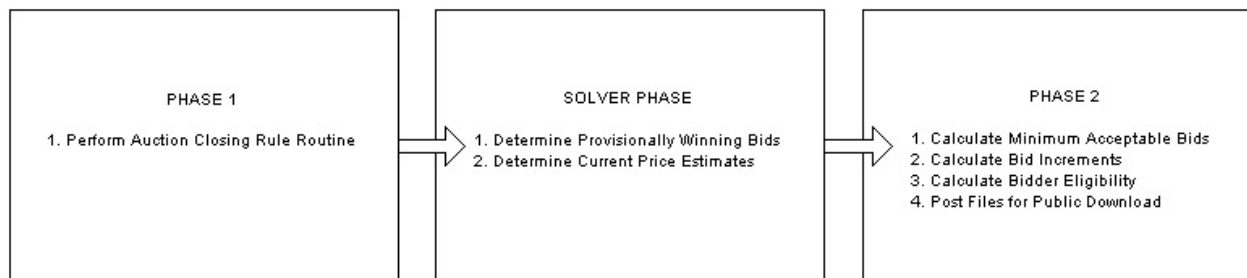 PHASE 1
1. Perform Auction Closing Rule Routine
SOLVER PHASE
1. Determine Provisionally Winning Bids
2. Determine Current Price Estimates
PHASE 2
1. Calculate Minimum Acceptable Bids
2. Calculate Bid Increments
3. Calculate Bidder Eligibility
4. Post Files for Public Download